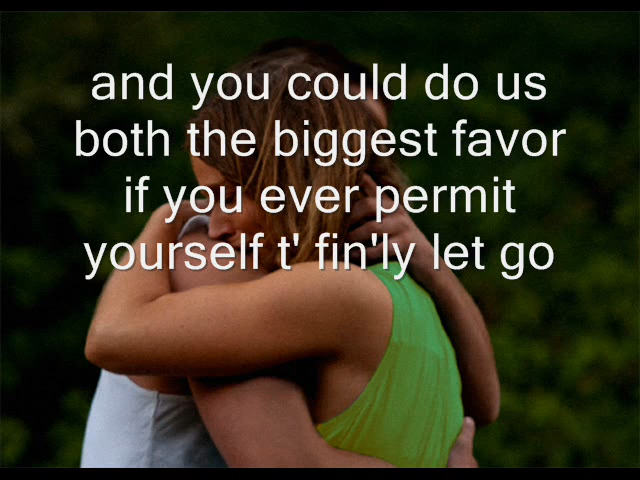 and you could do us
both the biggest favor
if you ever permit
yourself t' fin'ly let go